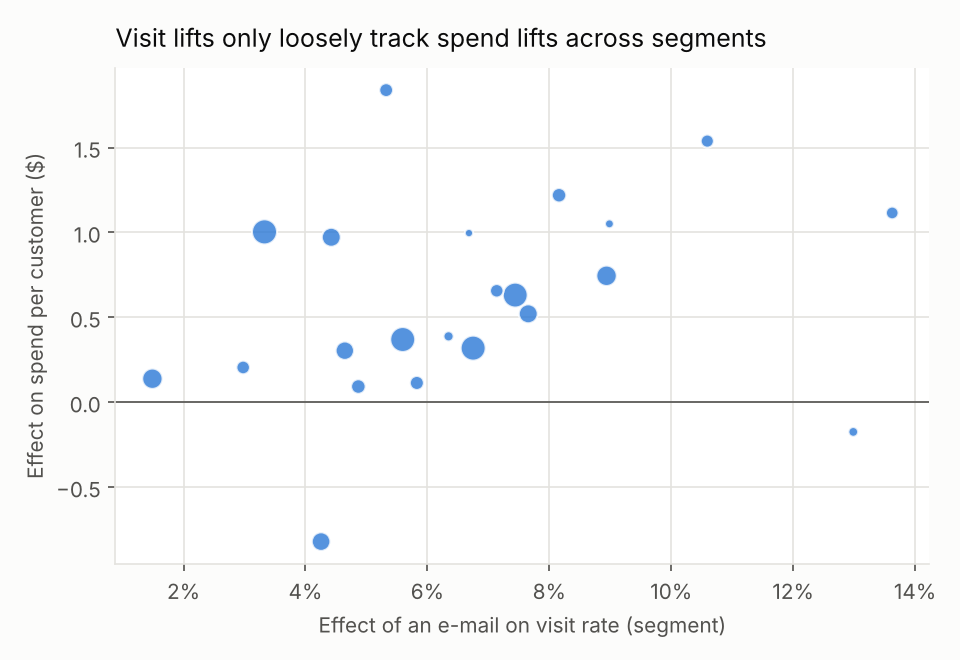 Visit lifts only loosely track spend lifts across segments
Effect on spend per customer ($)
1.5
1.0
0.5
0.0
−0.5
2% 4% 6% 8% 10% 12% 14%
Effect of an e-mail on visit rate (segment)